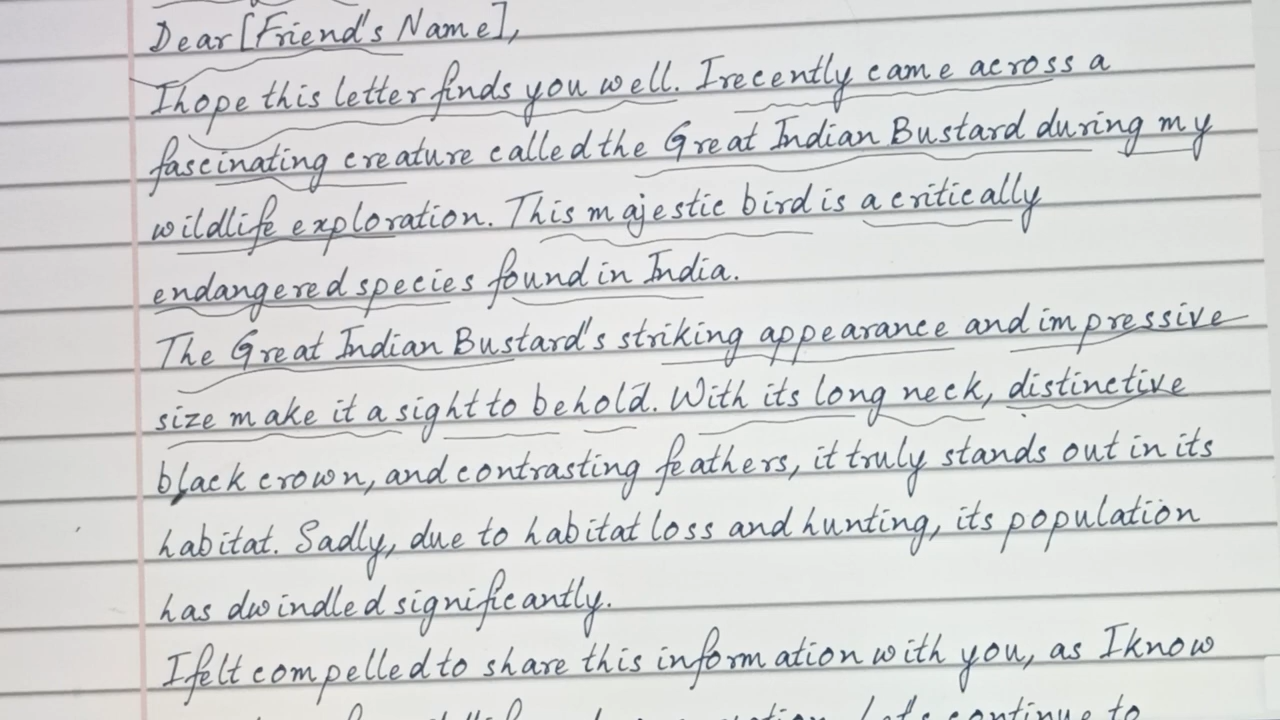 Dear [Friend's Name],
I hope this letter finds you well. I recently came across a
fascinating creature called the Great Indian Bustard during my
wildlife exploration. This majestic bird is a critically
endangered species found in India.
The Great Indian Bustard's striking appearance and impressive
size make it a sight to behold. With its long neck, distinctive
black crown, and contrasting feathers, it truly stands out in its
habitat. Sadly, due to habitat loss and hunting, its population
has dwindled significantly.
I felt compelled to share this information with you, as I know
Let's continue to